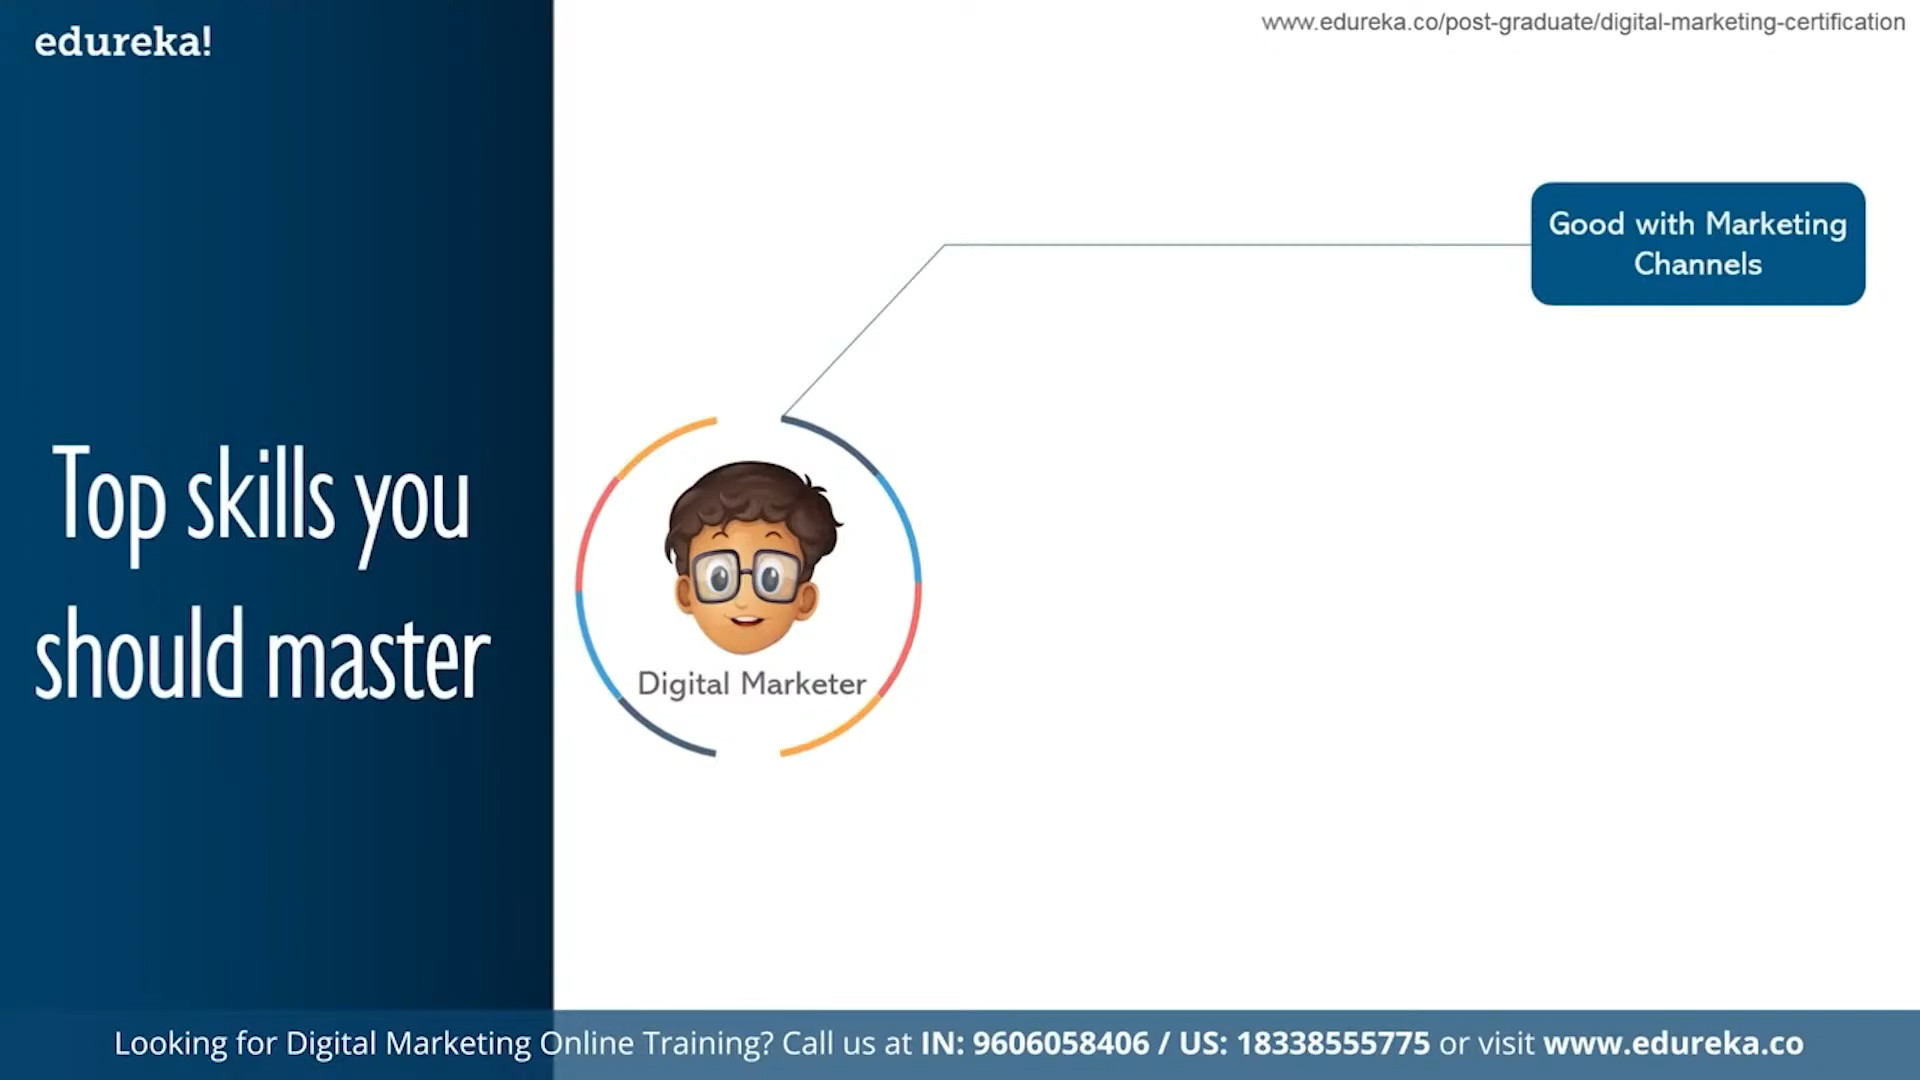 edureka!
www.edureka.co/post-graduate/digital-marketing-certification
Top skills you
should master
Good with Marketing
Channels
Digital Marketer
Looking for Digital Marketing Online Training? Call us at IN: 9606058406 / US: 18338555775 or visit www.edureka.co